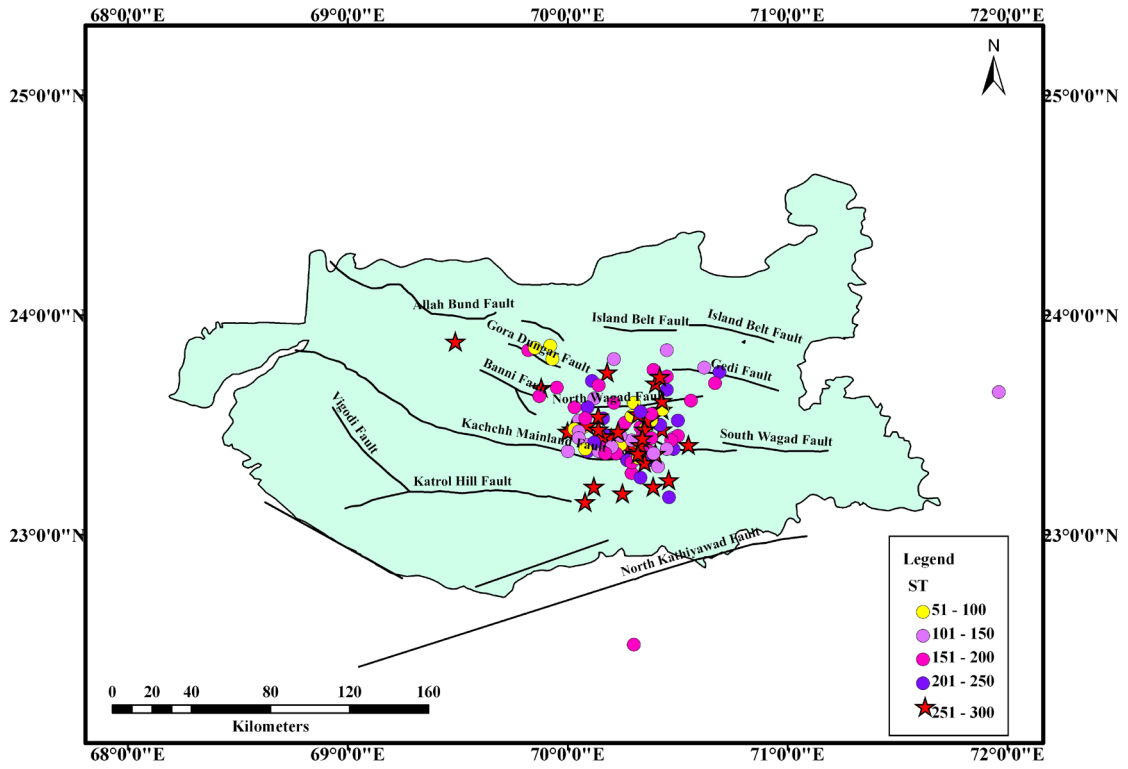 68°0'0"E 69°0'0"E 70°0'0"E 71°0'0"E 72°0'0"E
N
25°0'0"N 25°0'0"N
24°0'0"N 24°0'0"N
Allah Bund Fault
Island Belt Fault
Island Belt Fault
Gora Dungar Fault
Gedi Fault
Banni Fault
North Wagad Fault
Vigodi Fault
Kachchh Mainland Fault
South Wagad Fault
Katrol Hill Fault
23°0'0"N 23°0'0"N
North Kathiyawad Fault
Legend
ST
51 - 100
101 - 150
151 - 200
201 - 250
251 - 300
0 20 40 80 120 160
Kilometers
68°0'0"E 69°0'0"E 70°0'0"E 71°0'0"E 72°0'0"E